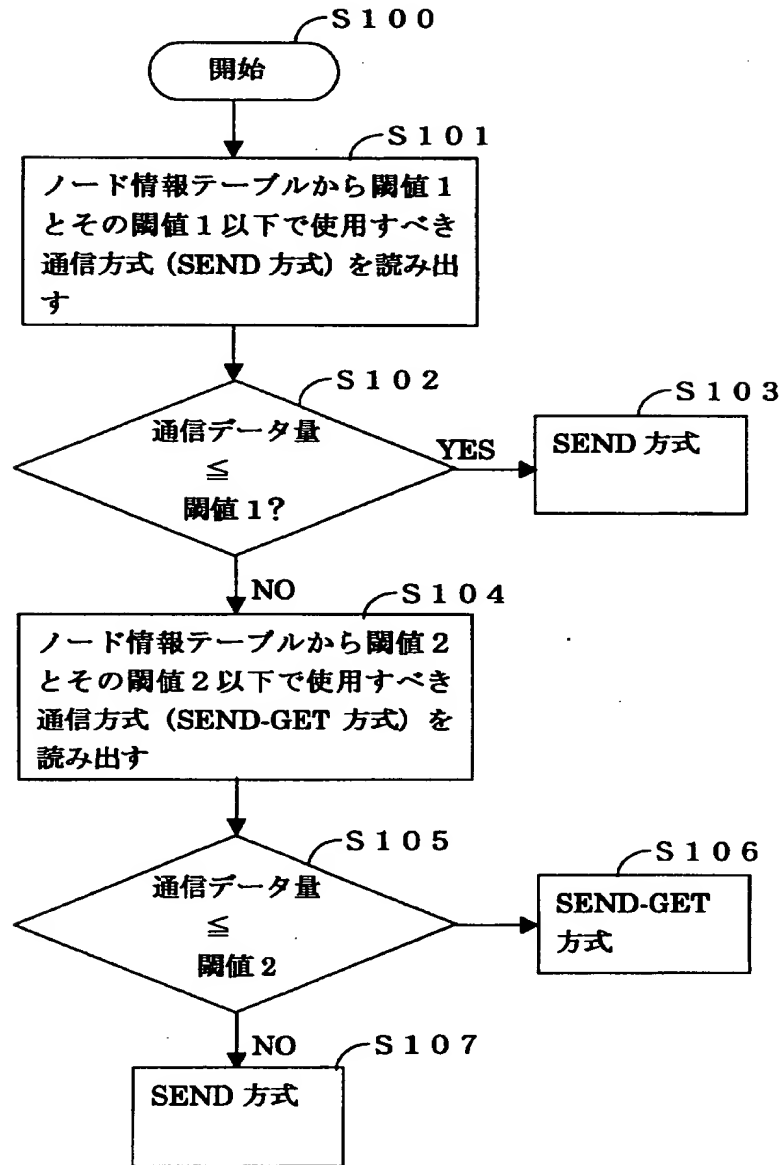 S100
開始
S101
ノード情報テーブルから閾値1
とその閾値1以下で使用すべき
通信方式（SEND 方式）を読み出
す
S102
通信データ量
≦
閾値1?
YES
S103
SEND 方式
NO
S104
ノード情報テーブルから閾値2
とその閾値2以下で使用すべき
通信方式（SEND-GET 方式）を
読み出す
S105
通信データ量
≦
閾値2
S106
SEND-GET
方式
NO
S107
SEND 方式